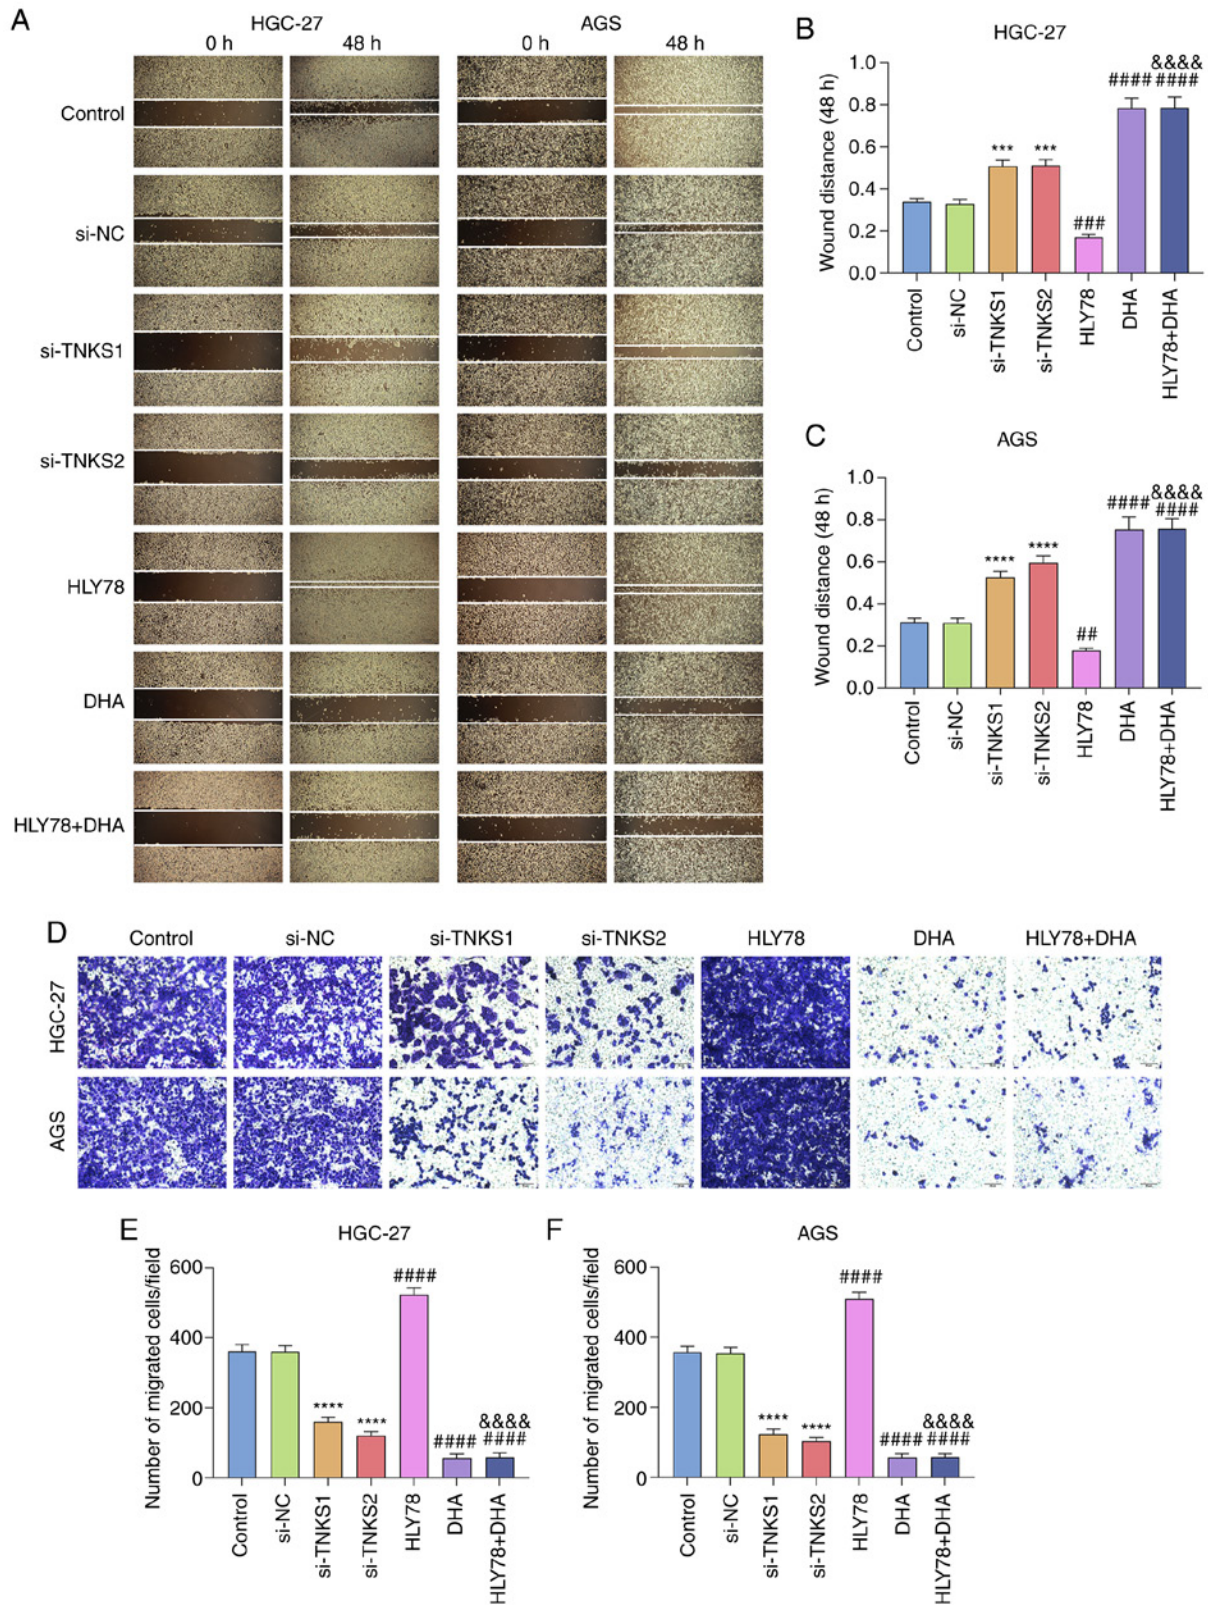 A
HGC-27
AGS
0 h
48 h
0 h
48 h
Control
si-NC
si-TNKS1
si-TNKS2
HLY78
DHA
HLY78+DHA
B
HGC-27
Wound distance (48 h)
1.0
0.8
0.6
0.4
0.2
0.0
***
***
###
####
&&&&
####
Control
si-NC
si-TNKS1
si-TNKS2
HLY78
DHA
HLY78+DHA
C
AGS
Wound distance (48 h)
1.0
0.8
0.6
0.4
0.2
0.0
****
****
##
####
&&&&
####
Control
si-NC
si-TNKS1
si-TNKS2
HLY78
DHA
HLY78+DHA
D
Control
si-NC
si-TNKS1
si-TNKS2
HLY78
DHA
HLY78+DHA
HGC-27
AGS
E
HGC-27
Number of migrated cells/field
600
400
200
0
****
****
####
####
&&&&
####
Control
si-NC
si-TNKS1
si-TNKS2
HLY78
DHA
HLY78+DHA
F
AGS
Number of migrated cells/field
600
400
200
0
****
****
####
####
&&&&
####
Control
si-NC
si-TNKS1
si-TNKS2
HLY78
DHA
HLY78+DHA